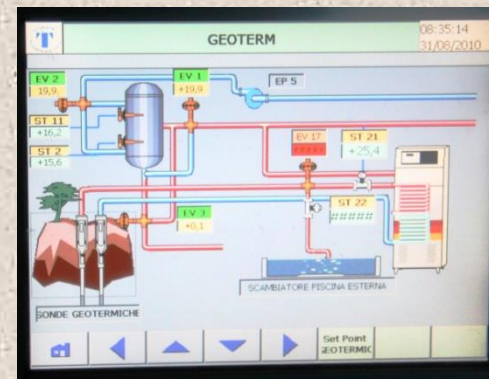 T
GEOTERM
08:35:14
31/08/2010
EV 2
19,9
EV 1
+19,9
EP 5
ST 11
+16,2
ST 2
+15,6
EV 17
#####
ST 21
+25,4
EV 3
+0,1
ST 22
#####
SCAMBIATORE PISCINA ESTERNA
SONDE GEOTERMICHE
Set Point
GEOTERMIC